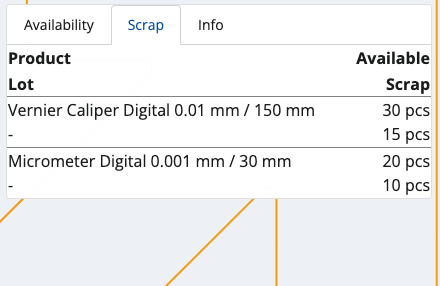 Availability Scrap Info
Product Available
Lot Scrap
Vernier Caliper Digital 0.01 mm / 150 mm 30 pcs
- 15 pcs
Micrometer Digital 0.001 mm / 30 mm 20 pcs
- 10 pcs